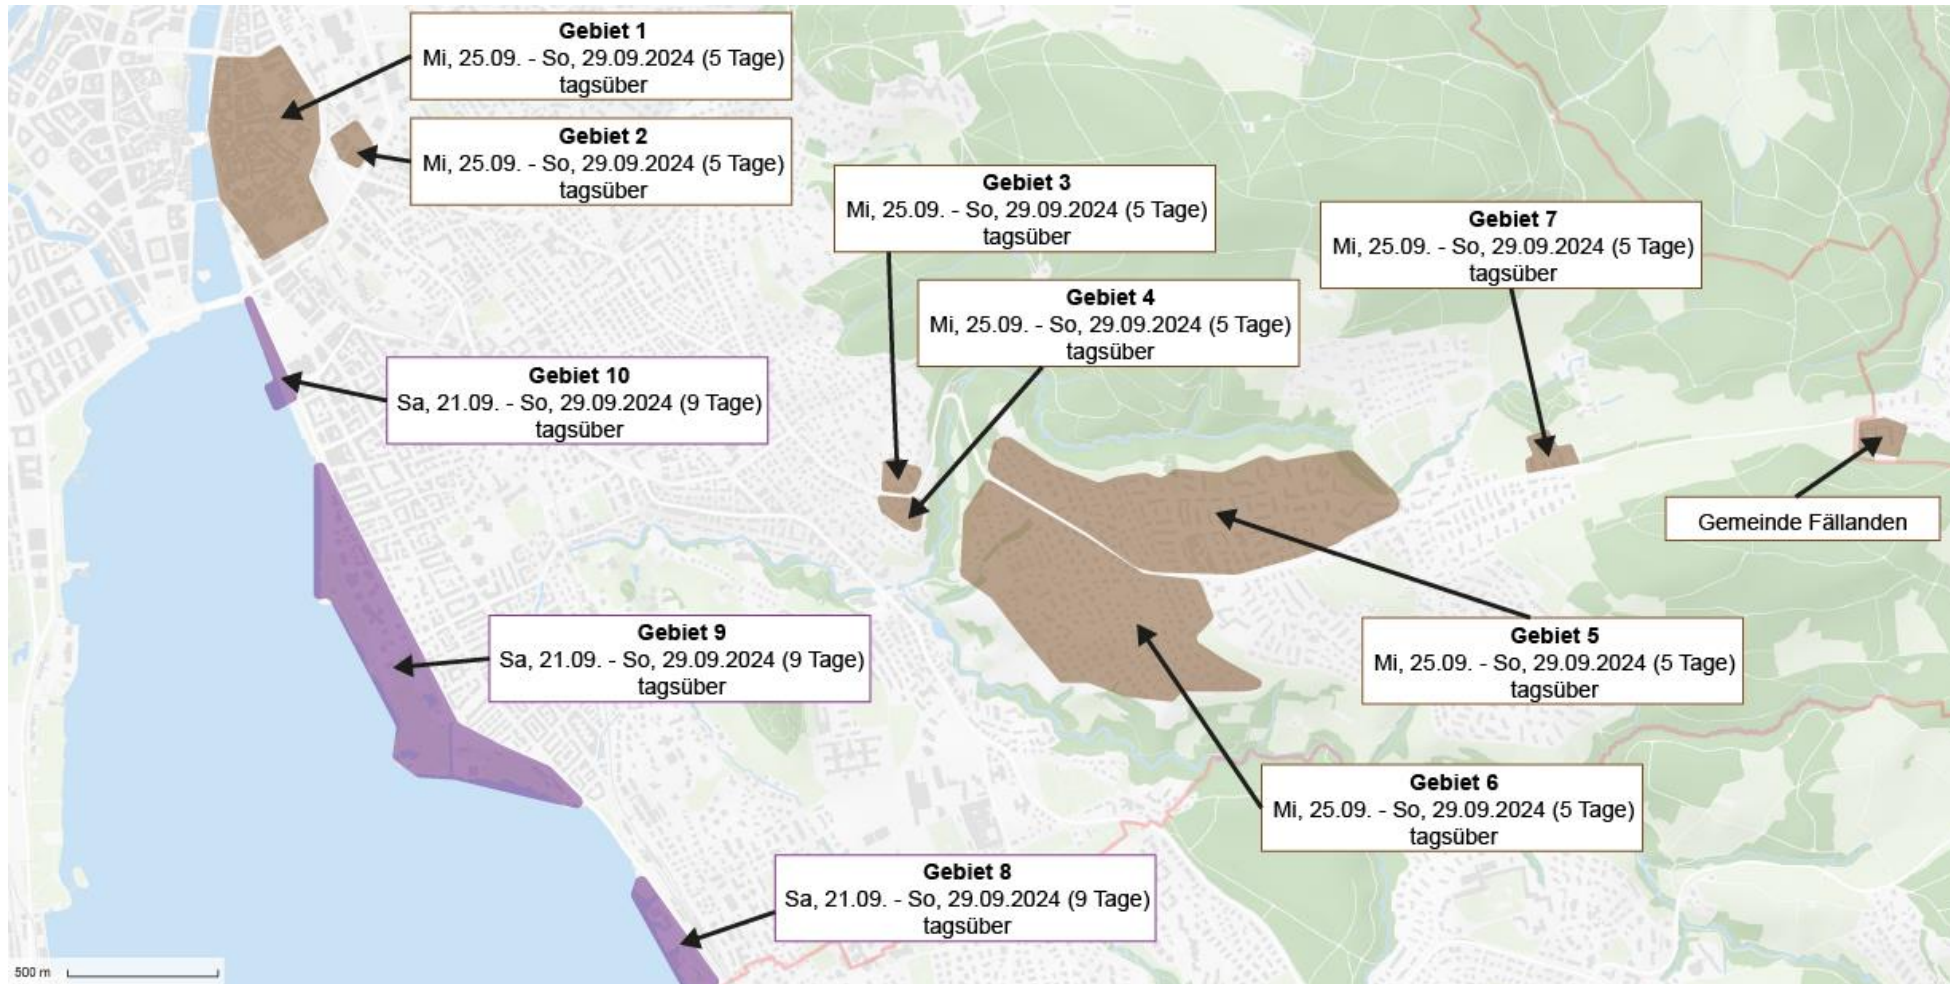 Gebiet 1
Mi, 25.09. - So, 29.09.2024 (5 Tage)
tagsüber
Gebiet 2
Mi, 25.09. - So, 29.09.2024 (5 Tage)
tagsüber
Gebiet 3
Mi, 25.09. - So, 29.09.2024 (5 Tage)
tagsüber
Gebiet 7
Mi, 25.09. - So, 29.09.2024 (5 Tage)
tagsüber
Gebiet 4
Mi, 25.09. - So, 29.09.2024 (5 Tage)
tagsüber
Gebiet 10
Sa, 21.09. - So, 29.09.2024 (9 Tage)
tagsüber
Gemeinde Fällanden
Gebiet 9
Sa, 21.09. - So, 29.09.2024 (9 Tage)
tagsüber
Gebiet 5
Mi, 25.09. - So, 29.09.2024 (5 Tage)
tagsüber
Gebiet 6
Mi, 25.09. - So, 29.09.2024 (5 Tage)
tagsüber
Gebiet 8
Sa, 21.09. - So, 29.09.2024 (9 Tage)
tagsüber
500 m